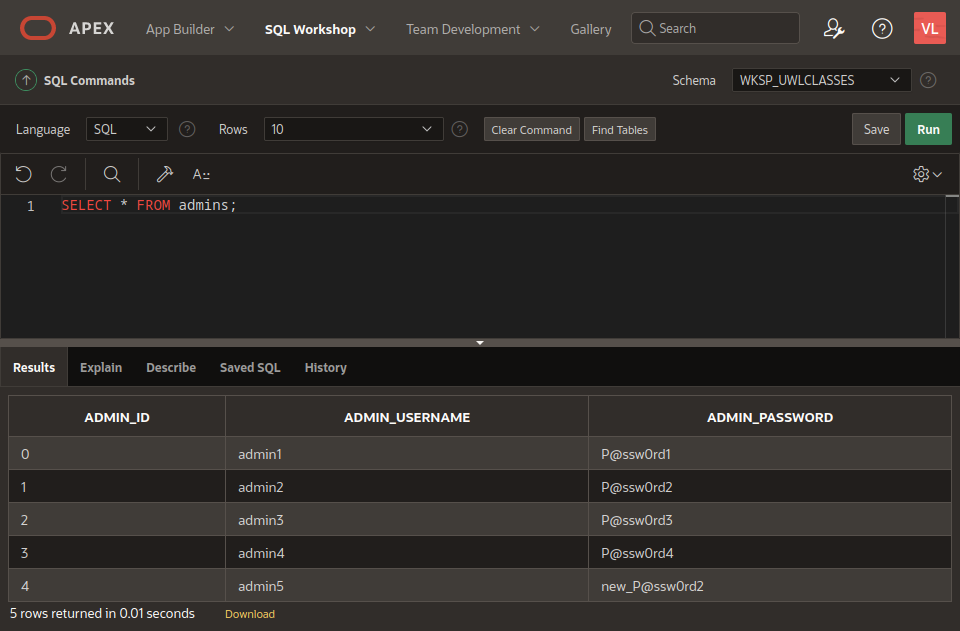 APEX App Builder SQL Workshop Team Development Gallery Search ? VL
SQL Commands Schema WKSP_UWLCLASSES ?
Language SQL ? Rows 10 ? Clear Command Find Tables Save Run
A::
1 SELECT * FROM admins;
Results Explain Describe Saved SQL History
ADMIN_ID ADMIN_USERNAME ADMIN_PASSWORD
0 admin1 P@ssw0rd1
1 admin2 P@ssw0rd2
2 admin3 P@ssw0rd3
3 admin4 P@ssw0rd4
4 admin5 new_P@ssw0rd2
5 rows returned in 0.01 seconds Download